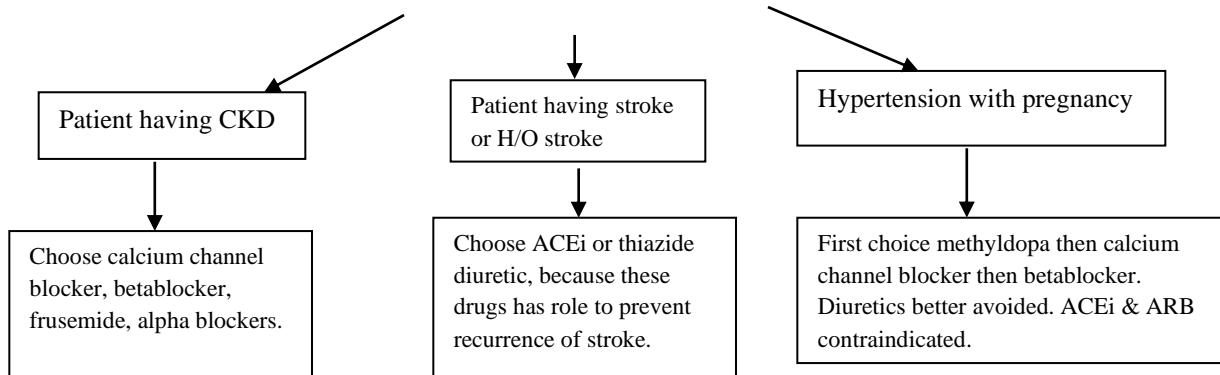 Patient having CKD
Patient having stroke
or H/O stroke
Hypertension with pregnancy
Choose calcium channel
blocker, betablocker,
frusemide, alpha blockers.
Choose ACEi or thiazide
diuretic, because these
drugs has role to prevent
recurrence of stroke.
First choice methyldopa then calcium
channel blocker then betablocker.
Diuretics better avoided. ACEi & ARB
contraindicated.